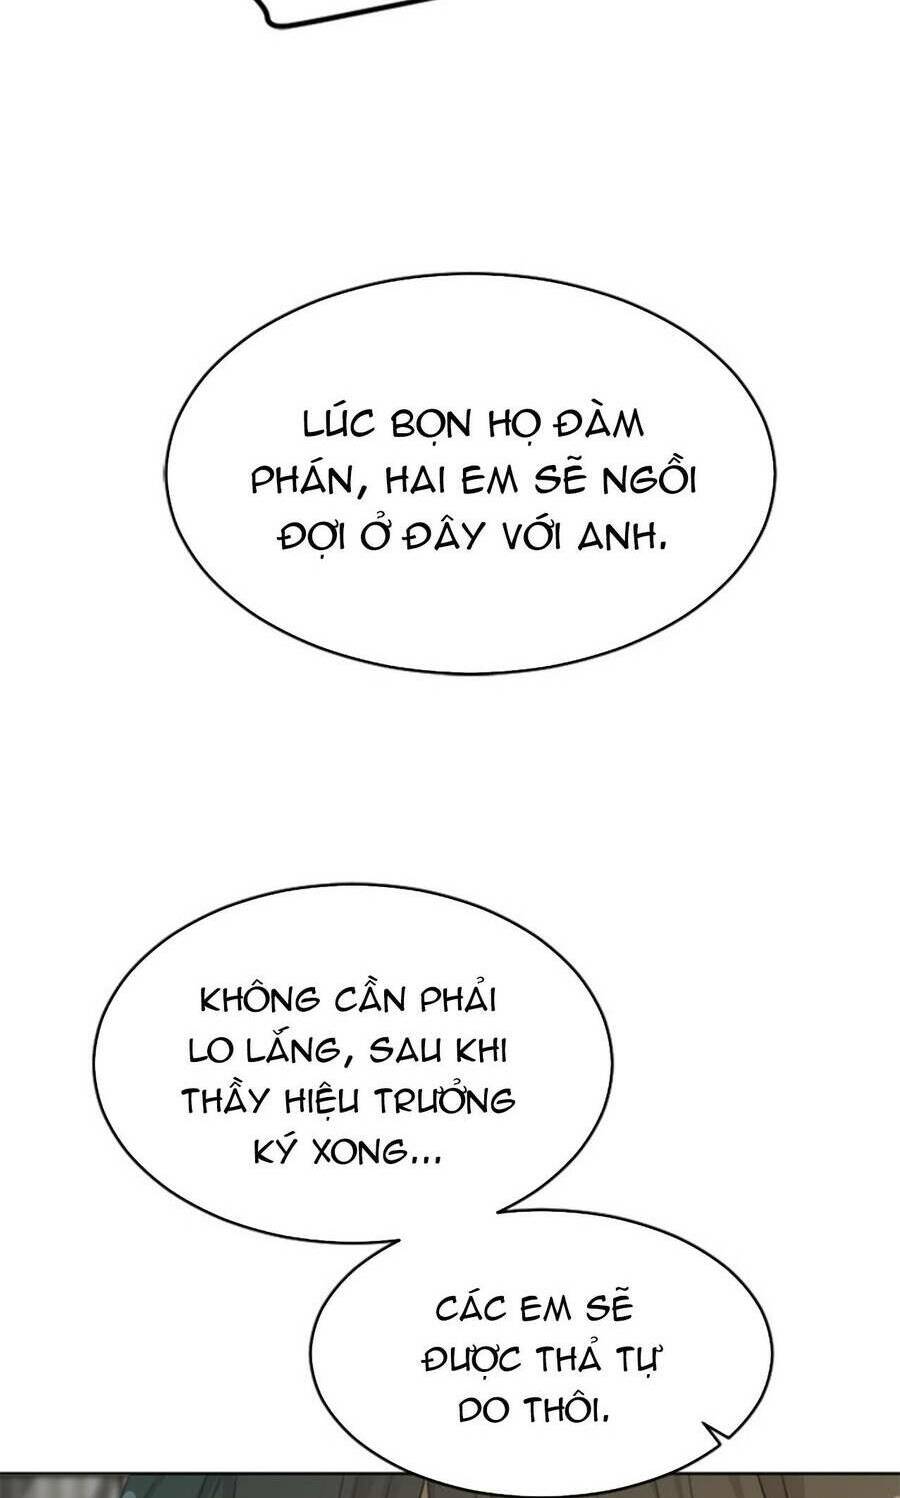 LÚC BỌN HỌ ĐÀM
PHÁN, HAI EM SẼ NGỒI
ĐỢI Ở ĐÂY VỚI ANH.
KHÔNG CẦN PHẢI
LO LẮNG, SAU KHI
THẦY HIỆU TRƯỞNG
KÝ XONG...
CÁC EM SẼ
ĐƯỢC THẢ TỰ
DO THÔI.